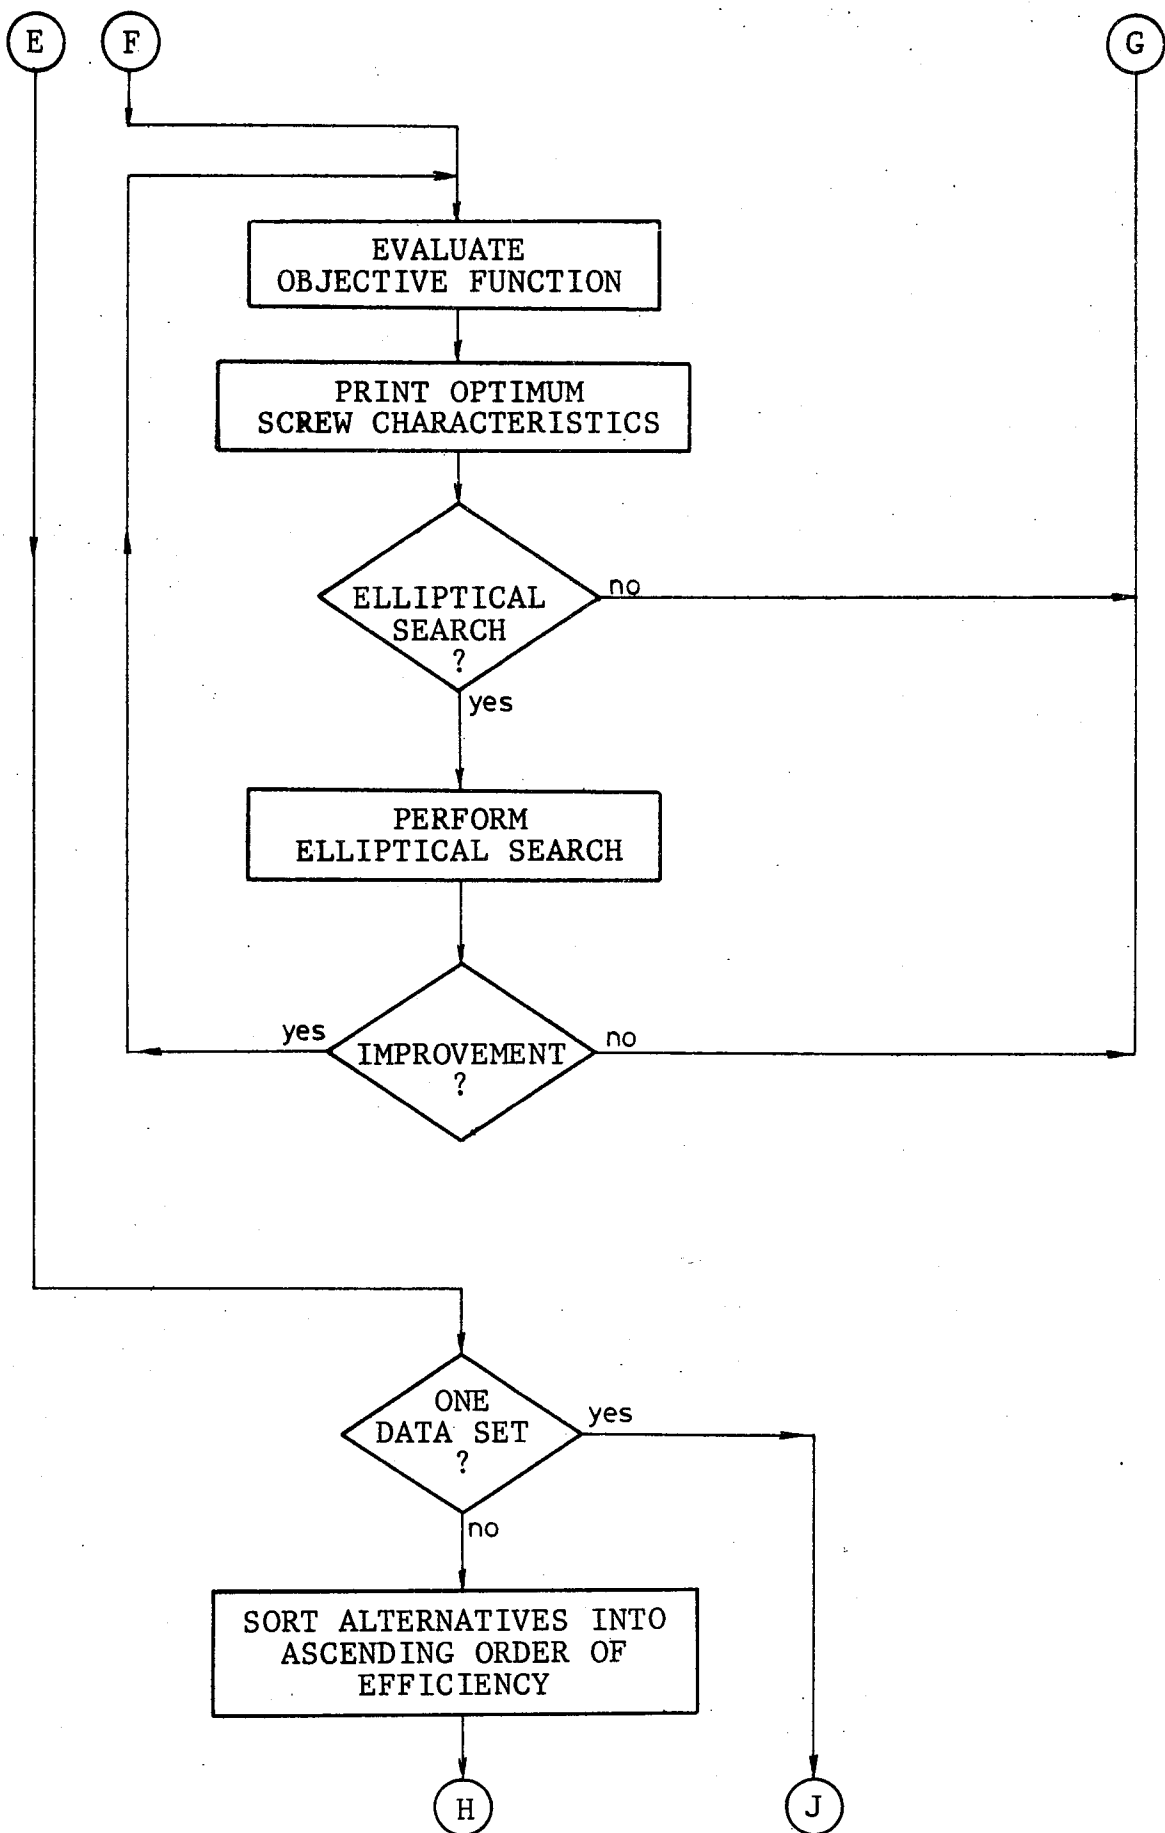 E
F
G
EVALUATE
OBJECTIVE FUNCTION
PRINT OPTIMUM
SCREW CHARACTERISTICS
ELLIPTICAL
SEARCH
?
no
yes
PERFORM
ELLIPTICAL SEARCH
yes
IMPROVEMENT
?
no
ONE
DATA SET
?
yes
no
SORT ALTERNATIVES INTO
ASCENDING ORDER OF
EFFICIENCY
H
J